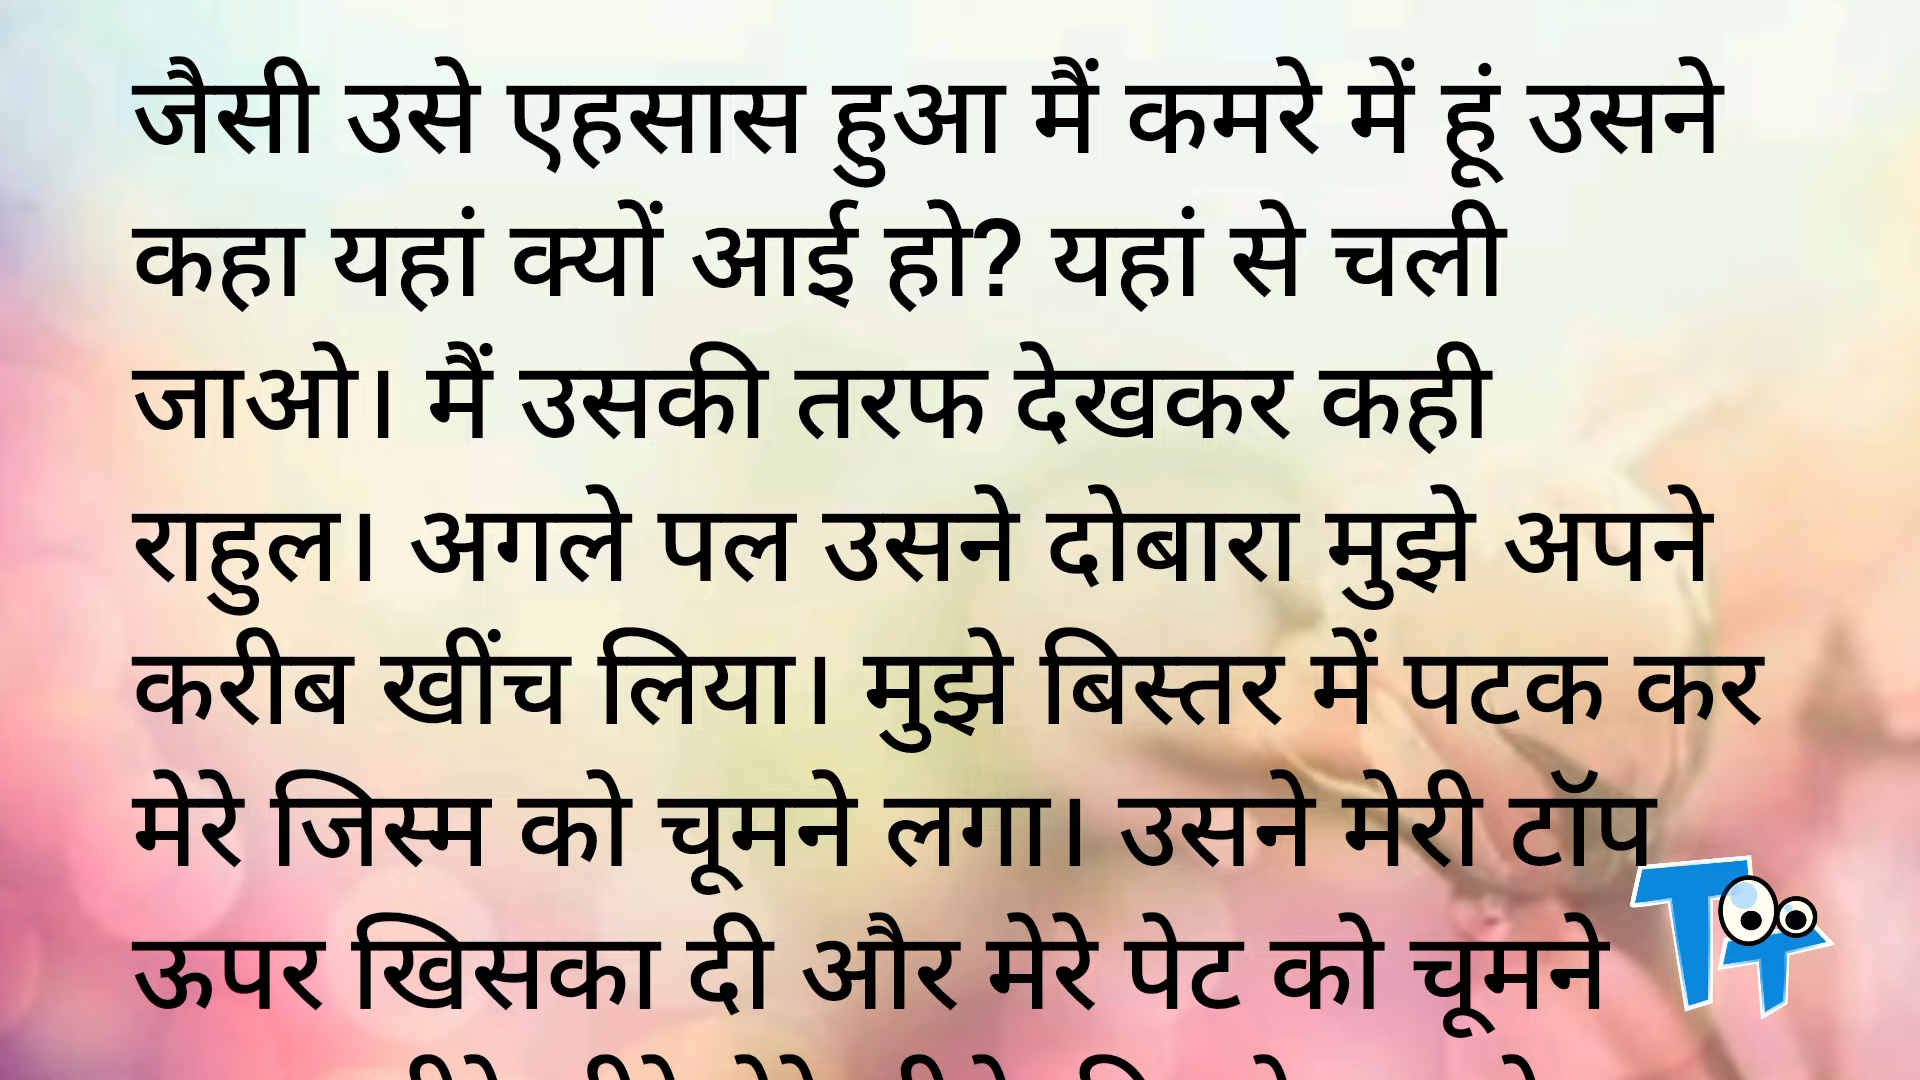 जैसी उसे एहसास हुआ मैं कमरे में हूं उसने
कहा यहां क्यों आई हो? यहां से चली
जाओ। मैं उसकी तरफ देखकर कही
राहुल। अगले पल उसने दोबारा मुझे अपने
करीब खींच लिया। मुझे बिस्तर में पटक कर
मेरे जिस्म को चूमने लगा। उसने मेरी टॉप
ऊपर खिसका दी और मेरे पेट को चूमने